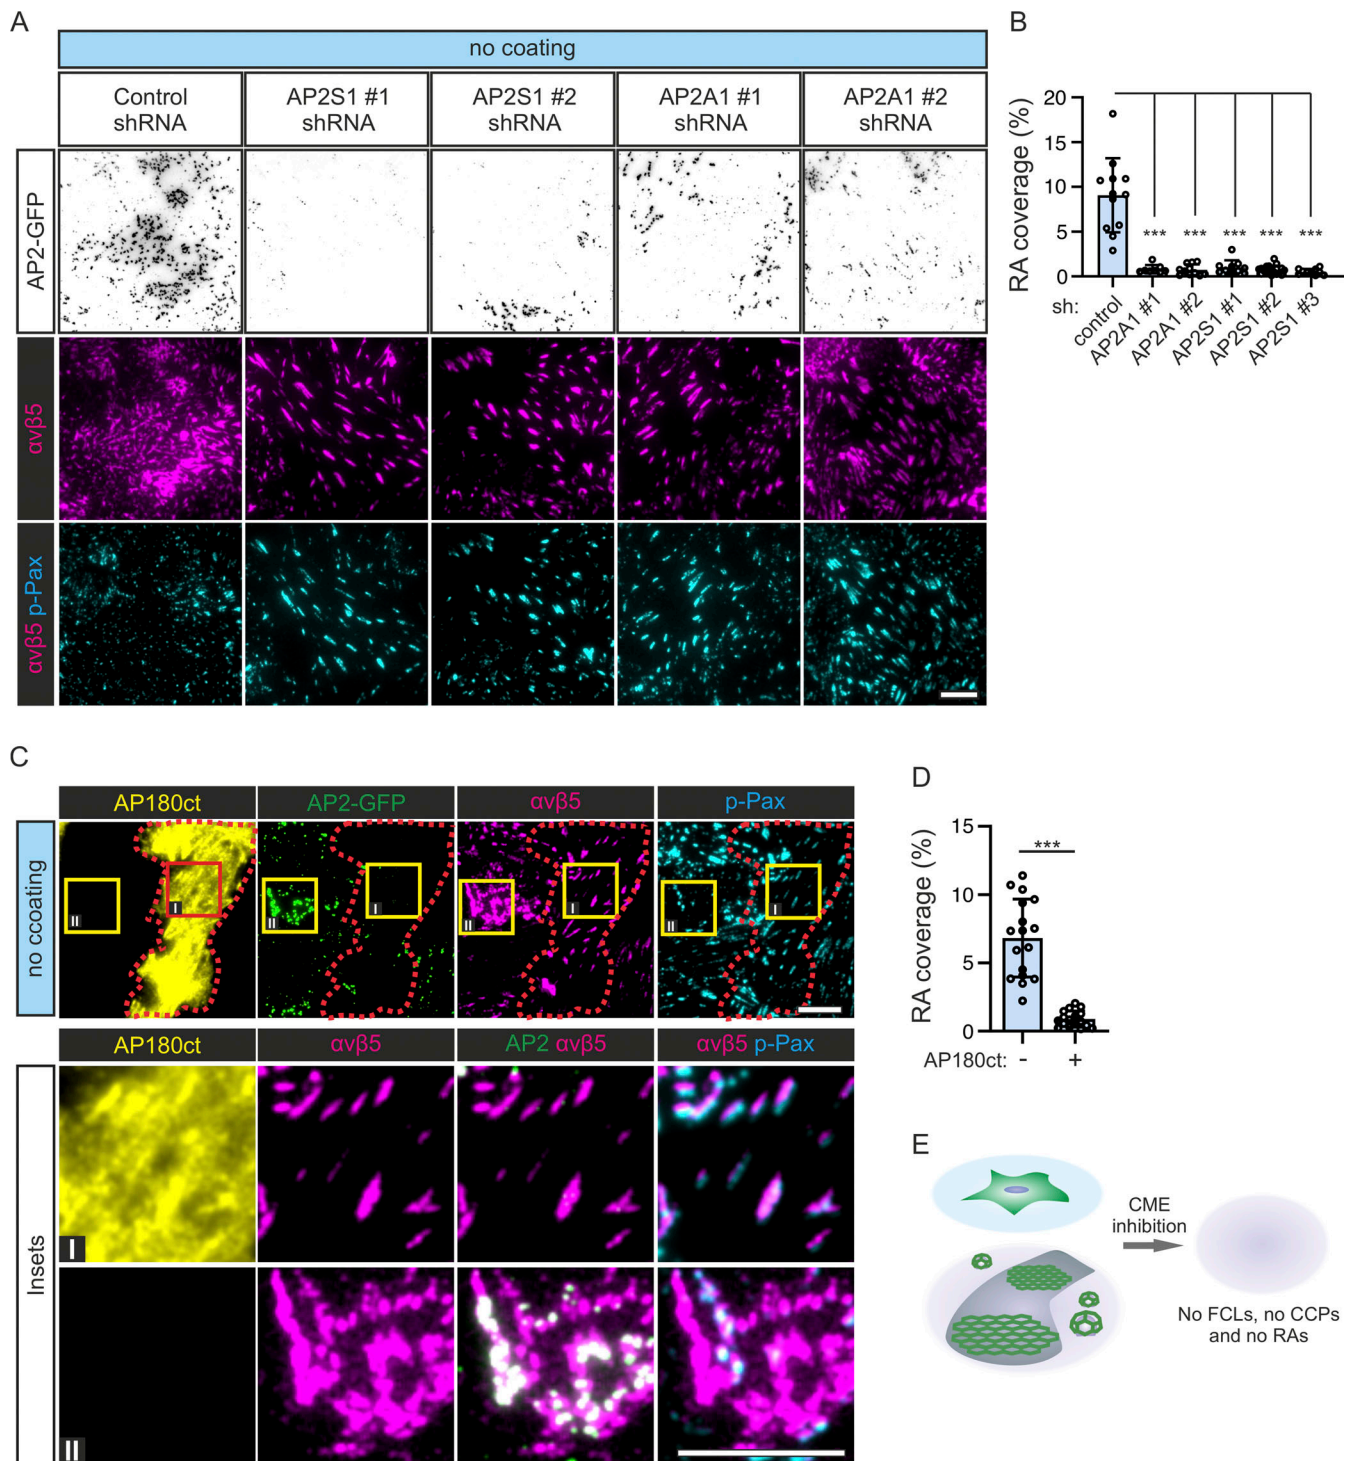 A
no coating
Control shRNA
AP2S1 #1 shRNA
AP2S1 #2 shRNA
AP2A1 #1 shRNA
AP2A1 #2 shRNA
AP2-GFP
αvβ5
αvβ5 p-Pax
B
RA coverage (%)
20
15
10
5
0
*** *** *** *** ***
sh:
control
AP2A1 #1
AP2A1 #2
AP2S1 #1
AP2S1 #2
AP2S1 #3
C
AP180ct
AP2-GFP
αvβ5
p-Pax
no ccoating
II
I
II
I
II
I
II
I
AP180ct
αvβ5
AP2 αvβ5
αvβ5 p-Pax
Insets
I
II
D
RA coverage (%)
15
10
5
0
***
AP180ct: - +
E
CME
inhibition
No FCLs, no CCPs
and no RAs